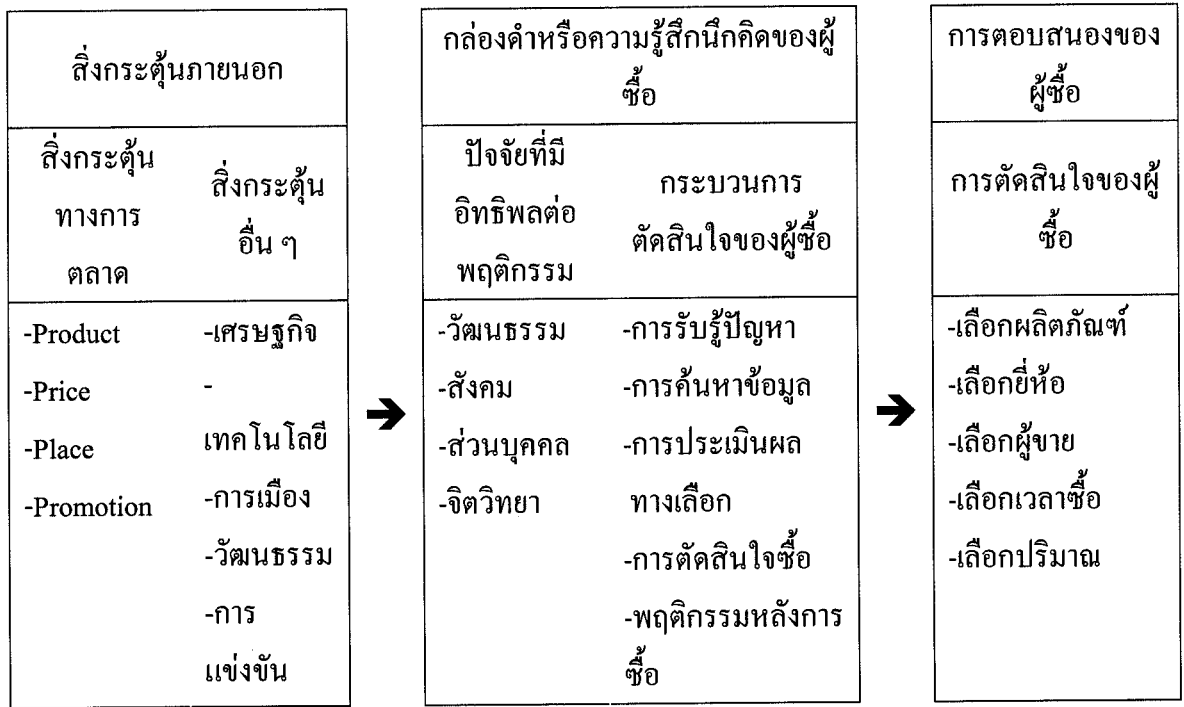 สิ่งกระตุ้นภายนอก
สิ่งกระตุ้น
ทางการ
ตลาด
สิ่งกระตุ้น
อื่น ๆ
-Product
-Price
-Place
-Promotion
-เศรษฐกิจ
-
เทคโนโลยี
-การเมือง
-วัฒนธรรม
-การ
แข่งขัน
กล่องดำหรือความรู้สึกนึกคิดของผู้
ซื้อ
ปัจจัยที่มี
อิทธิพลต่อ
พฤติกรรม
กระบวนการ
ตัดสินใจของผู้ซื้อ
-วัฒนธรรม
-สังคม
-ส่วนบุคคล
-จิตวิทยา
-การรับรู้ปัญหา
-การค้นหาข้อมูล
-การประเมินผล
ทางเลือก
-การตัดสินใจซื้อ
-พฤติกรรมหลังการ
ซื้อ
การตอบสนองของ
ผู้ซื้อ
การตัดสินใจของผู้
ซื้อ
-เลือกผลิตภัณฑ์
-เลือกยี่ห้อ
-เลือกผู้ขาย
-เลือกเวลาซื้อ
-เลือกปริมาณ